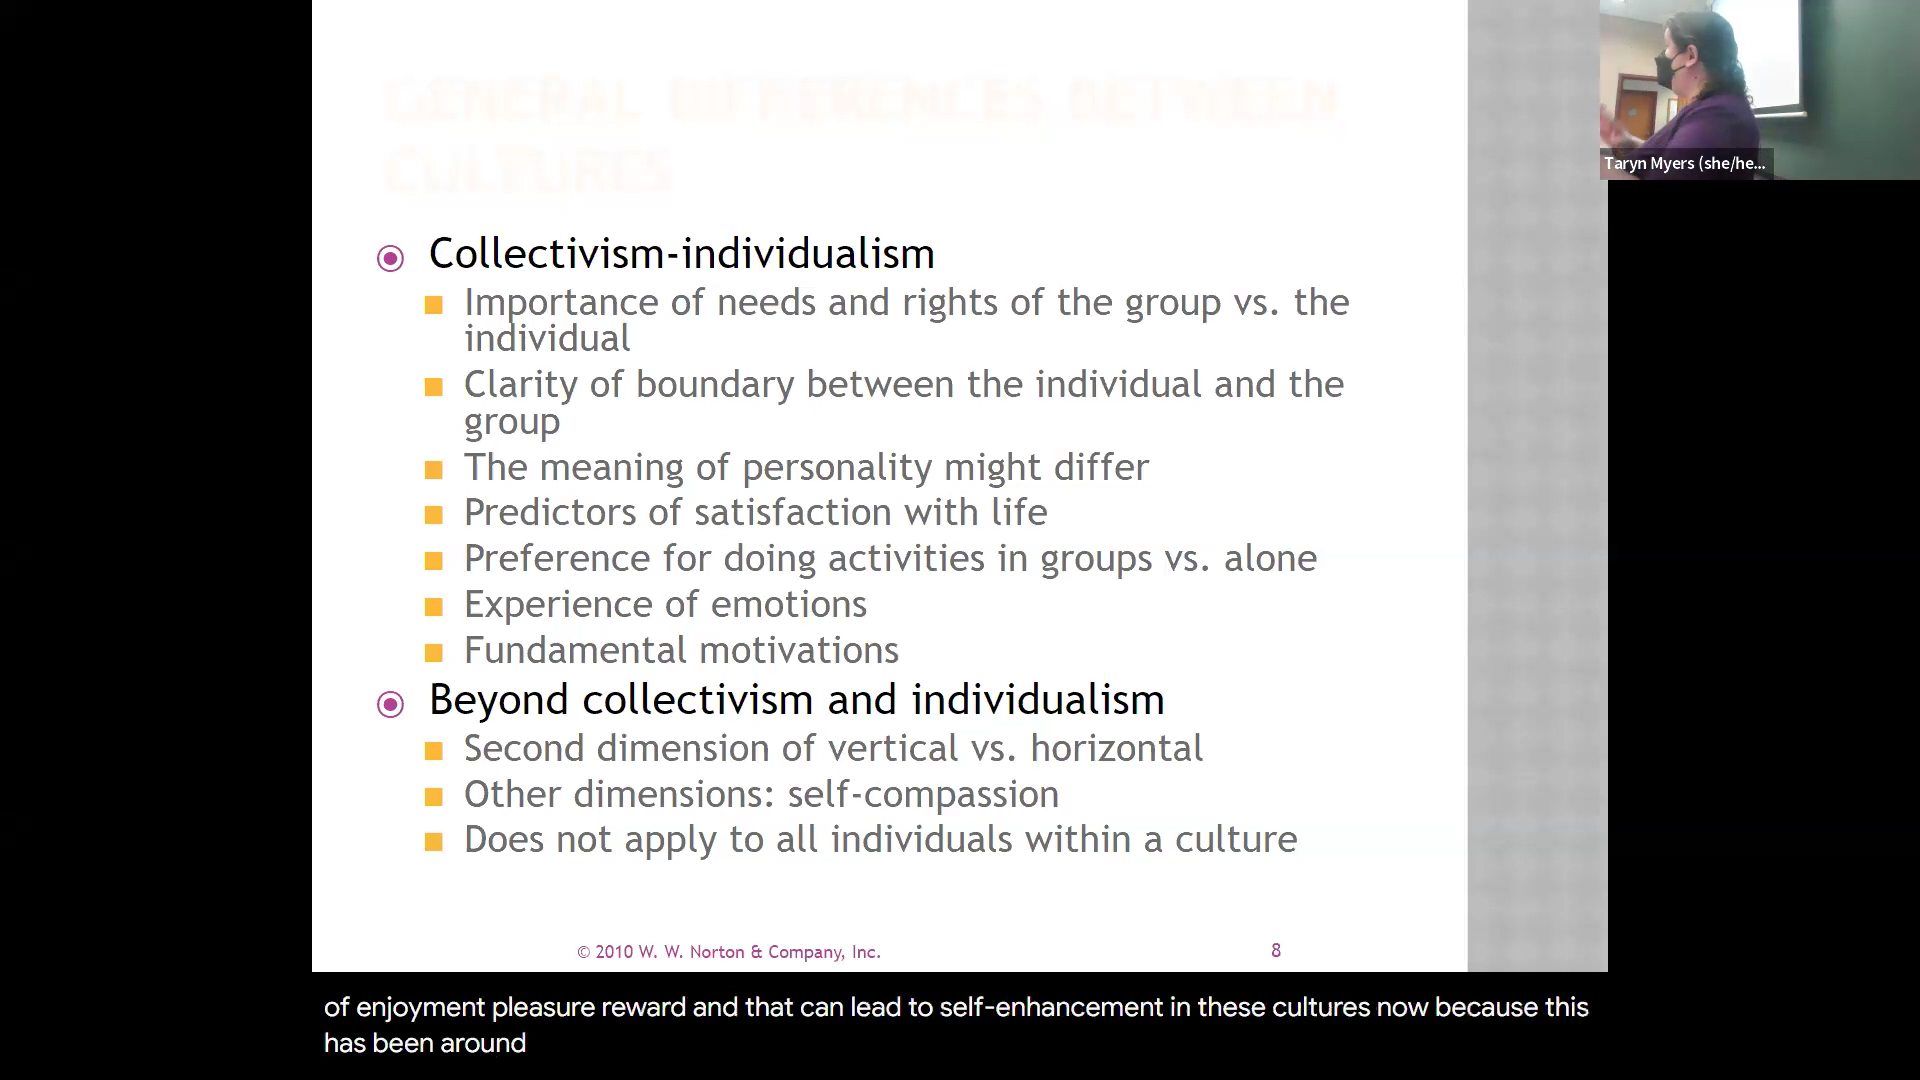 GENERAL DIFFERENCES BETWEEN
CULTURES
Taryn Myers (she/he...
Collectivism-individualism
Importance of needs and rights of the group vs. the
individual
Clarity of boundary between the individual and the
group
The meaning of personality might differ
Predictors of satisfaction with life
Preference for doing activities in groups vs. alone
Experience of emotions
Fundamental motivations
Beyond collectivism and individualism
Second dimension of vertical vs. horizontal
Other dimensions: self-compassion
Does not apply to all individuals within a culture
© 2010 W. W. Norton & Company, Inc.
8
of enjoyment pleasure reward and that can lead to self-enhancement in these cultures now because this
has been around